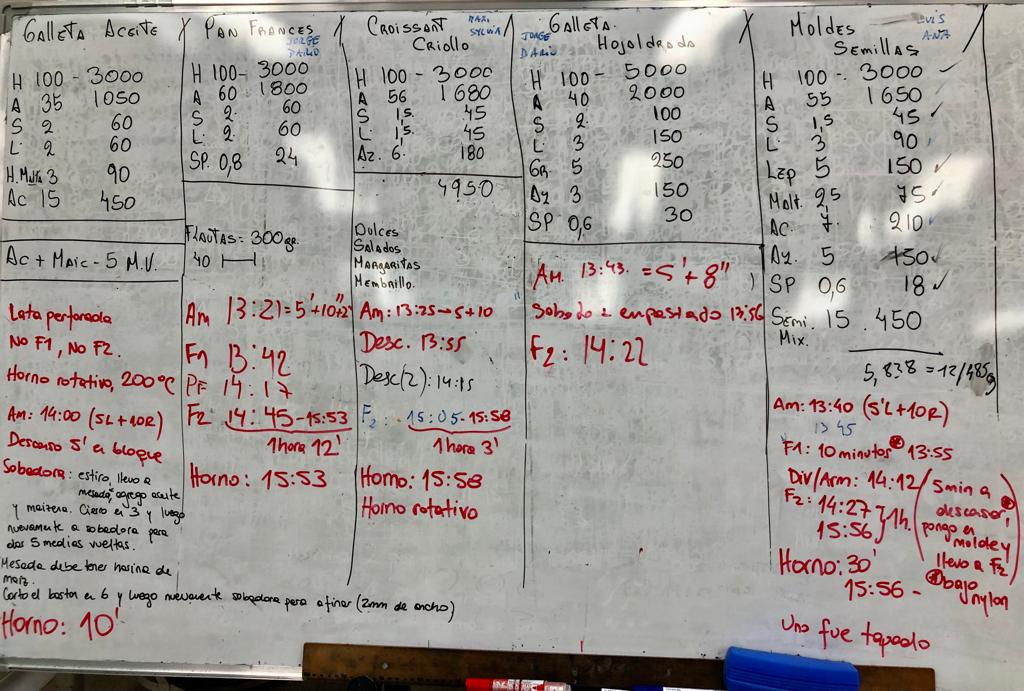 Galleta Aceite
H 100 - 3000
A 35 1050
S 2 60
L 2 60
H. Malta 3 90
Ac 15 450
Ac + Maic - 5 M.V.
Lata perforada
No F1, No F2.
Horno rotativo, 200°C
Am: 14:00 (5L+10R)
Descanso 5' en bloque
Sobadora: estiro, llevo a
mesada, agrego aceite
y maizena. Cierro en 3 y luego
nuevamente a sobadora para
dos 5 medias vueltas.
Mesada debe tener harina de
maíz.
Corto el baston en 6 y luego nuevamente sobadora para afinar (2mm de ancho)
Horno: 10'
Pan Frances
JORGE
DARIO
H 100- 3000
A 60 1800
S 2. 60
L 2. 60
SP. 0,8 24
Flautas = 300gr.
40
Am 13:21 = 5'+10"+2'
F1 13:42
PF 14:17
F2 14:45 - 15:53
1 hora 12'
Horno: 15:53
Croissant
Criollo
SYLVIA
H 100 - 3000
A 56 1680
S 1,5 45
L 1,5 45
Az. 6 180
4950
Dulces
Salados
Margaritas
Membrillo.
Am: 13:25 → 5 + 10
Desc. 13:55
Desc(2): 14:15
F2: 15:05 - 15:58
1 hora 3'
Horno: 15:58
Horno rotativo
Galleta
Hojaldrada
JORGE
DARIO
H 100 - 5000
A 40 2000
S 2 100
L 3 150
GR. 5 250
Az 3 150
SP 0,6 30
Am. 13:43. = 5' + 8"
Sobado e empastado 13:56
F2: 14:22
Moldes
Semillas
LUIS
ANA
H 100 - 3000 ✓
A 55 1650 ✓
S 1,5 45 ✓
L 3 90
Lep 5 150 ✓
Malt. 2,5 75 ✓
AC. 7. 210
Az. 5 150
SP 0,6 18 ✓
Semi. 15 . 450
Mix.
5,838 = 12/485g
Am: 13:40 (5'L+10R)
13 45
F1: 10 minutos* 13:55
Div/Arm: 14:12
F2: 14:27
15:56 } 1h.
(5min a
descasar,
pongo en
molde y
llevo a F2)
*bajo
nylon
Horno: 30'
15:56 -
Uno fue tapado